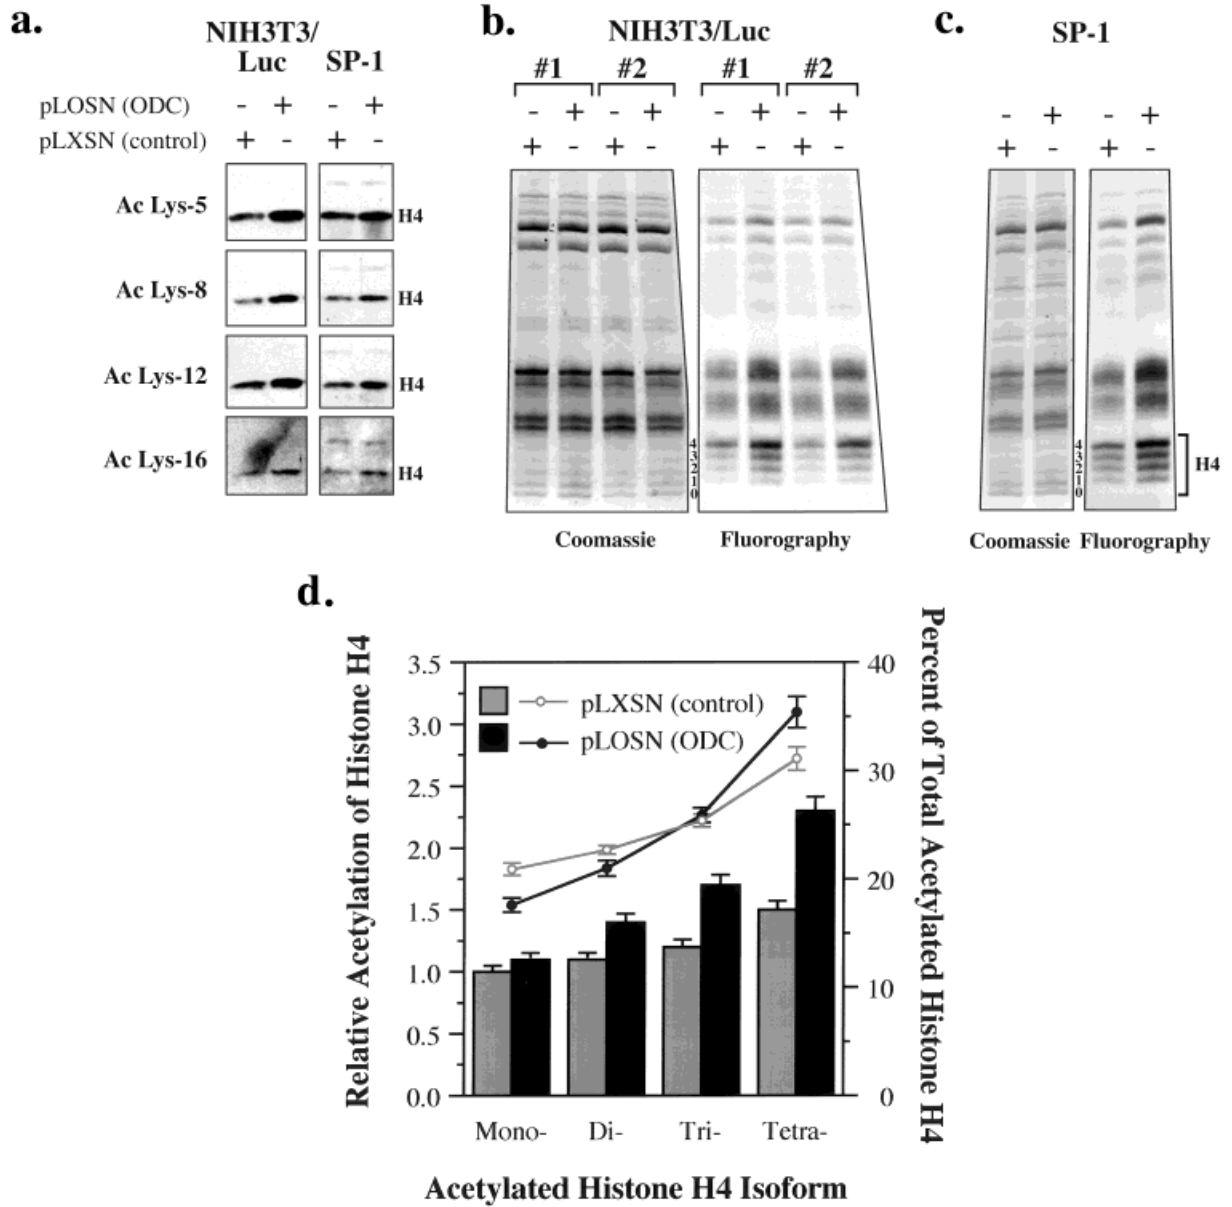 a.
NIH3T3/
Luc SP-1
pLOSN (ODC) - + - +
pLXSN (control) + - + -
Ac Lys-5 H4
Ac Lys-8 H4
Ac Lys-12 H4
Ac Lys-16 H4
b.
NIH3T3/Luc
#1 #2 #1 #2
- + - + - + - +
+ - + - + - + -
4
3
2
1
0
Coomassie Fluorography
c.
SP-1
- + - +
+ - + -
4
3
2
1
0
H4
Coomassie Fluorography
d.
Relative Acetylation of Histone H4
3.5
3.0
2.5
2.0
1.5
1.0
0.5
0.0
pLXSN (control)
pLOSN (ODC)
40
30
20
10
0
Percent of Total Acetylated Histone H4
Mono- Di- Tri- Tetra-
Acetylated Histone H4 Isoform